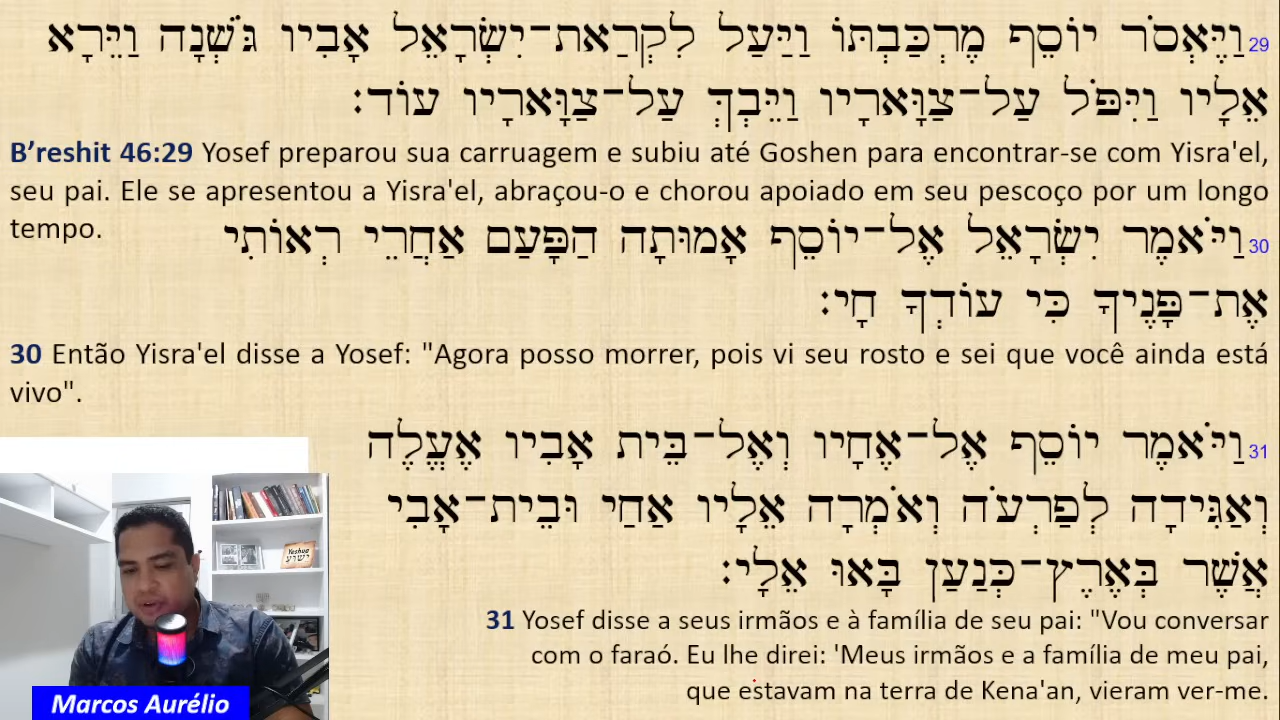 29 וַיֶּאְסֹר יוֹסֵף מֶרְכַּבְתּוֹ וַיַּעַל לִקְרַאת־יִשְׂרָאֵל אָבִיו גֹּשְׁנָה וַיֵּרָא
אֵלָיו וַיִּפֹּל עַל־צַוָּארָיו וַיֵּבְךְּ עַל־צַוָּארָיו עוֹד׃
B’reshit 46:29 Yosef preparou sua carruagem e subiu até Goshen para encontrar-se com Yisra'el,
seu pai. Ele se apresentou a Yisra'el, abraçou-o e chorou apoiado em seu pescoço por um longo
tempo.
30 וַיֹּאמֶר יִשְׂרָאֵל אֶל־יוֹסֵף אָמוּתָה הַפָּעַם אַחֲרֵי רְאוֹתִי
אֶת־פָּנֶיךָ כִּי עוֹדְךָ חָי׃
30 Então Yisra'el disse a Yosef: "Agora posso morrer, pois vi seu rosto e sei que você ainda está
vivo".
31 וַיֹּאמֶר יוֹסֵף אֶל־אֶחָיו וְאֶל־בֵּית אָבִיו אֶעֱלֶה
וְאַגִּידָה לְפַרְעֹה וְאֹמְרָה אֵלָיו אַחַי וּבֵית־אָבִי
אֲשֶׁר בְּאֶרֶץ־כְּנַעַן בָּאוּ אֵלָי׃
31 Yosef disse a seus irmãos e à família de seu pai: "Vou conversar
com o faraó. Eu lhe direi: 'Meus irmãos e a família de meu pai,
que estavam na terra de Kena'an, vieram ver-me.
Yeshua
ישוע
Marcos Aurélio